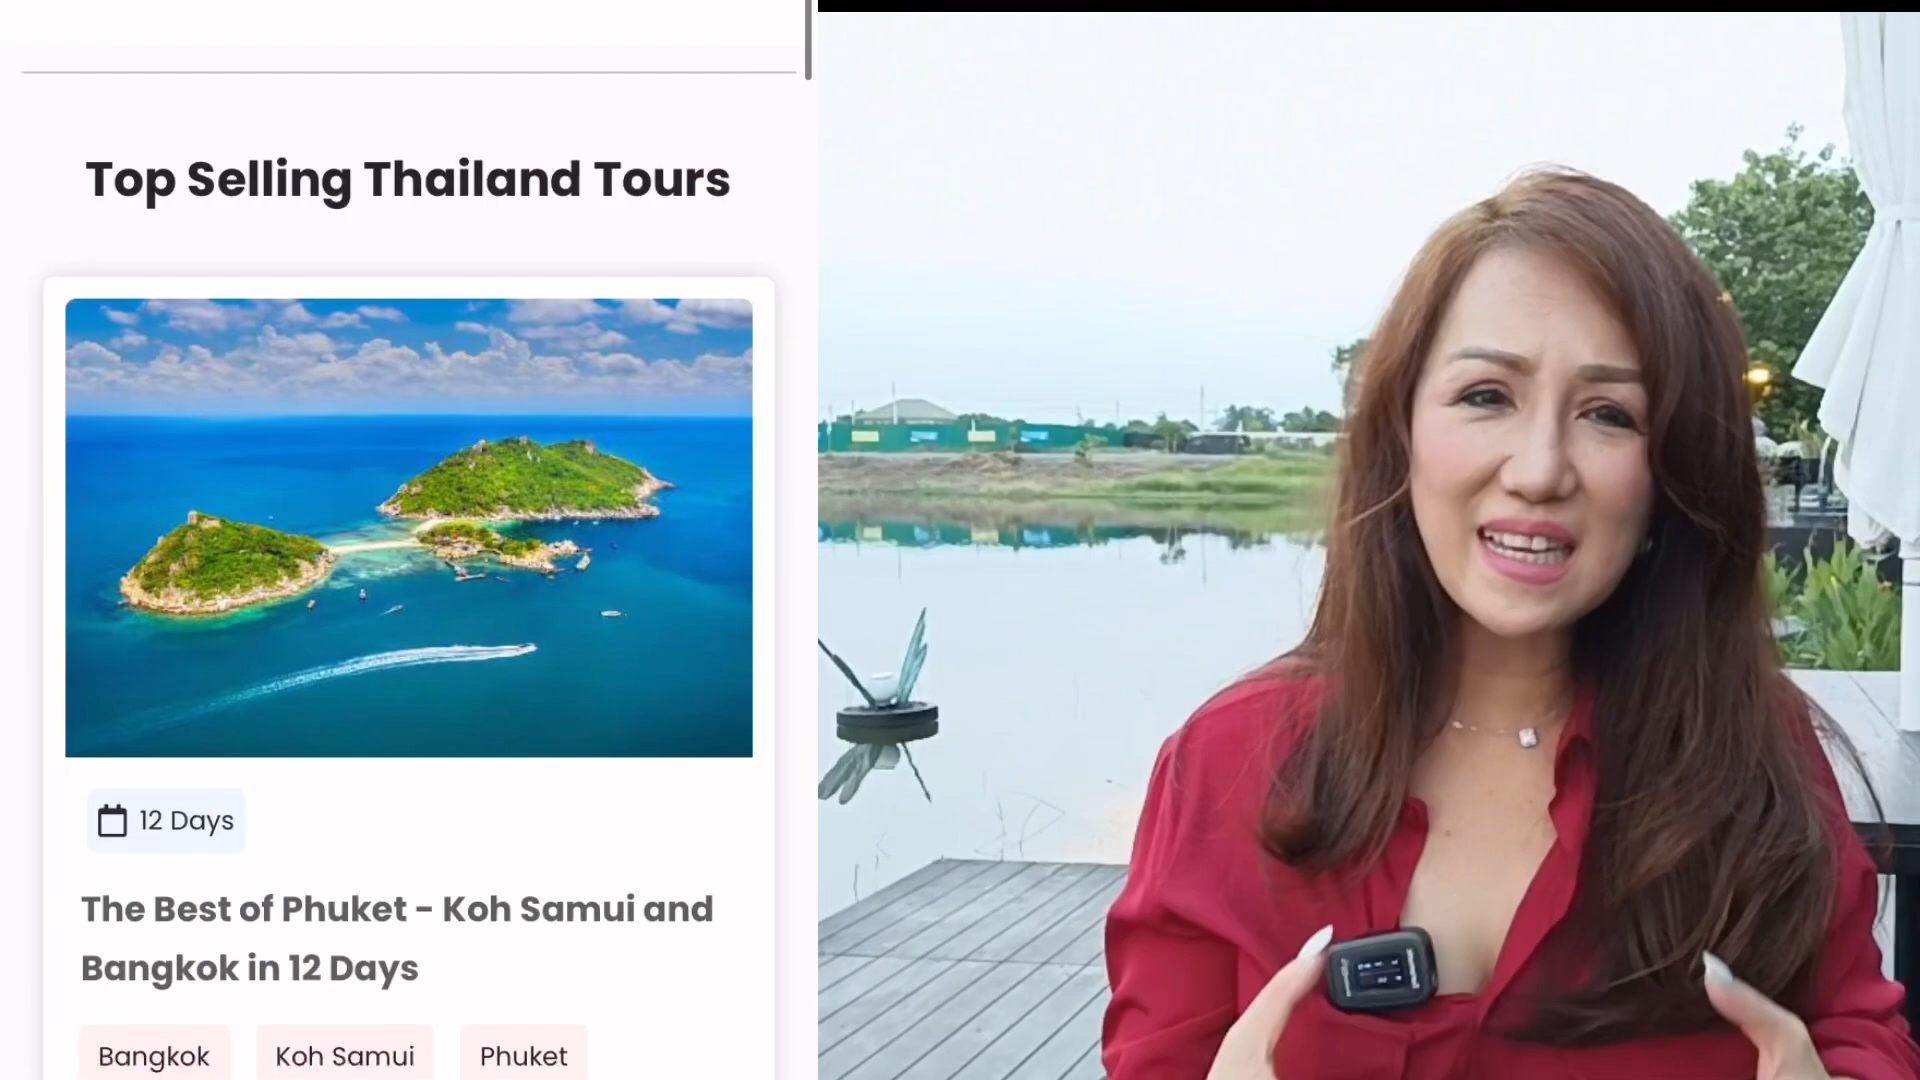 Top Selling Thailand Tours
12 Days
The Best of Phuket - Koh Samui and
Bangkok in 12 Days
Bangkok
Koh Samui
Phuket